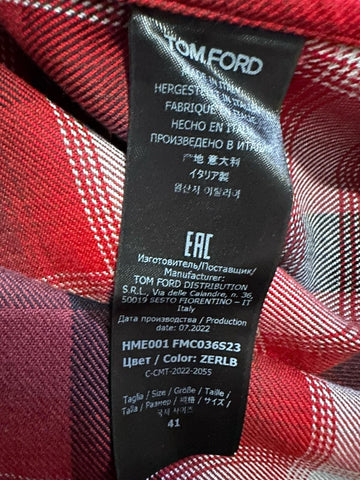 TOM FORD
MADE IN ITALY
HERGESTELLT IN ITALIEN
FABRIQUÉ EN ITALIE
HECHO EN ITALIA
ПРОИЗВЕДЕНО В ИТАЛИИ
产地 意大利
イタリア製
원산지 이탈리아
EAC
Изготовитель/Поставщик/
Manufacturer:
TOM FORD DISTRIBUTION
S.R.L., Via delle Calandre, n. 36,
50019 SESTO FIORENTINO - IT
Italy
Дата производства / Production
date: 07.2022
HME001 FMC036S23
Цвет / Color: ZERLB
C-CMT-2022-2055
Taglia / Size / Größe / Taille /
Talla / Размер / 规格 / サイズ /
국제 사이즈
41